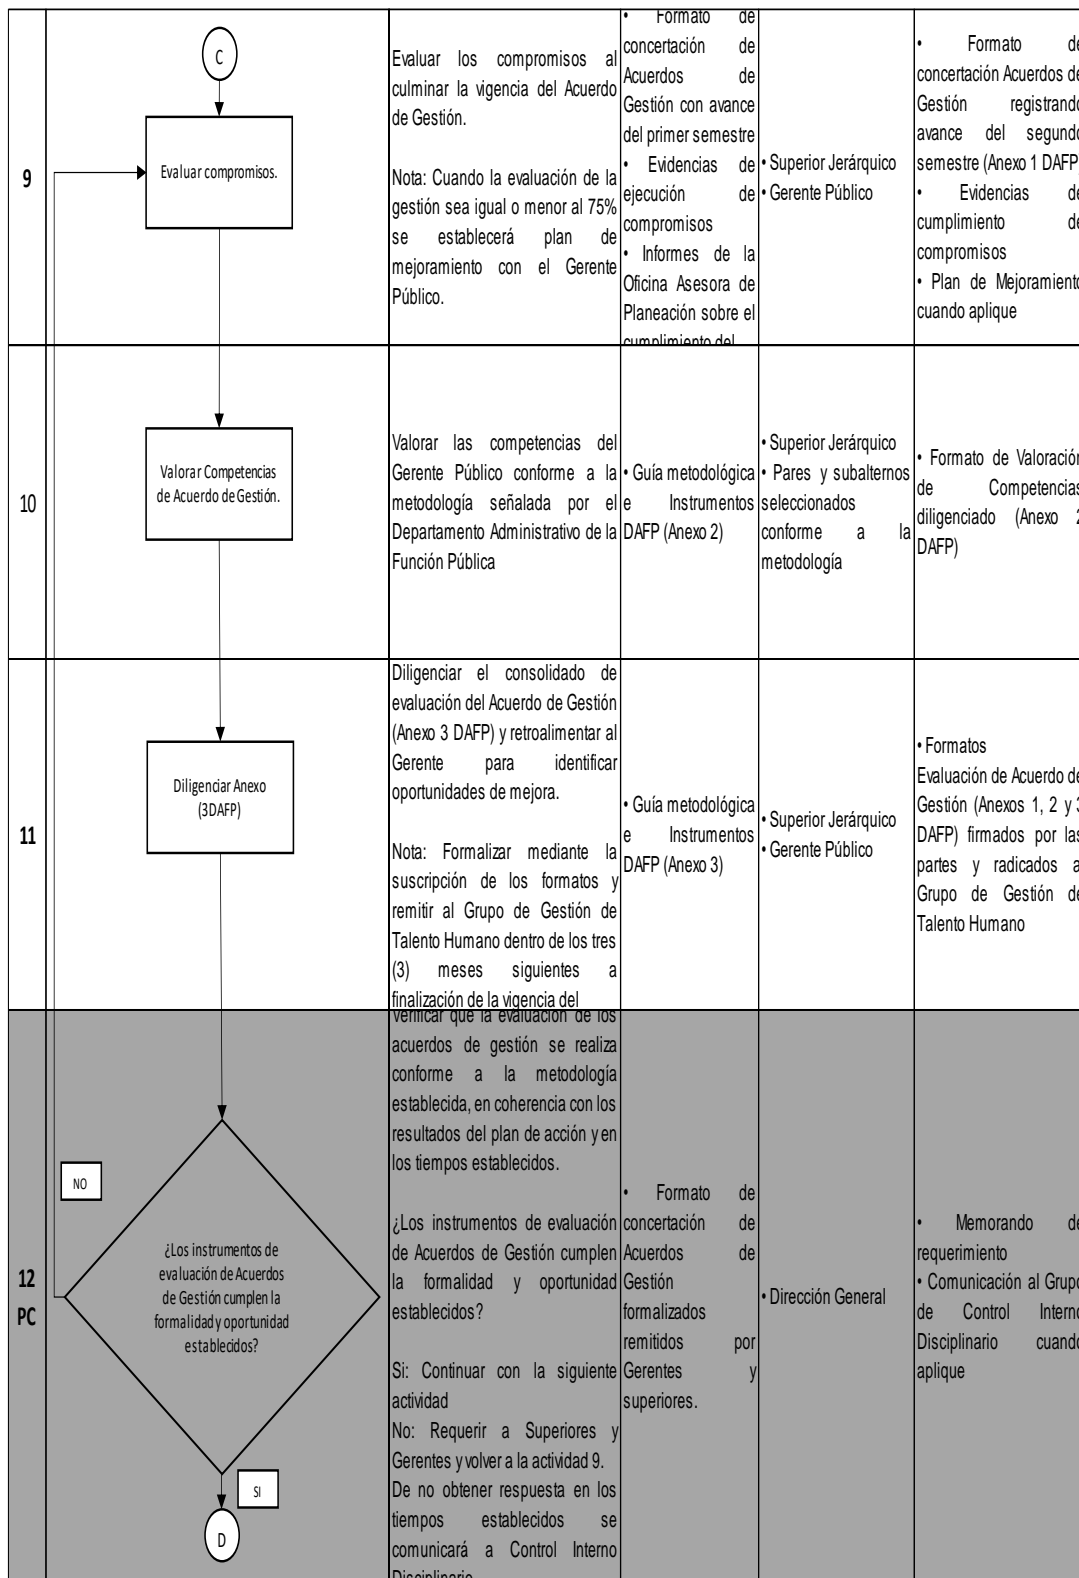 9
C
Evaluar compromisos.
Evaluar los compromisos al
culminar la vigencia del Acuerdo
de Gestión.
Nota: Cuando la evaluación de la
gestión sea igual o menor al 75%
se establecerá plan de
mejoramiento con el Gerente
Público.
• Formato de
concertación de
Acuerdos de
Gestión con avance
del primer semestre
• Evidencias de
ejecución de
compromisos
• Informes de la
Oficina Asesora de
Planeación sobre el
cumplimiento del
• Superior Jerárquico
• Gerente Público
• Formato de
concertación Acuerdos de
Gestión registrando
avance del segundo
semestre (Anexo 1 DAFP)
• Evidencias de
cumplimiento de
compromisos
• Plan de Mejoramiento
cuando aplique
10
Valorar Competencias
de Acuerdo de Gestión.
Valorar las competencias del
Gerente Público conforme a la
metodología señalada por el
Departamento Administrativo de la
Función Pública
• Guía metodológica
e Instrumentos
DAFP (Anexo 2)
• Superior Jerárquico
• Pares y subalternos
seleccionados
conforme a la
metodología
• Formato de Valoración
de Competencias
diligenciado (Anexo 2
DAFP)
11
Diligenciar Anexo
(3DAFP)
Diligenciar el consolidado de
evaluación del Acuerdo de Gestión
(Anexo 3 DAFP) y retroalimentar al
Gerente para identificar
oportunidades de mejora.
Nota: Formalizar mediante la
suscripción de los formatos y
remitir al Grupo de Gestión de
Talento Humano dentro de los tres
(3) meses siguientes a
finalización de la vigencia del
• Guía metodológica
e Instrumentos
DAFP (Anexo 3)
• Superior Jerárquico
• Gerente Público
• Formatos
Evaluación de Acuerdo de
Gestión (Anexos 1, 2 y 3
DAFP) firmados por las
partes y radicados al
Grupo de Gestión de
Talento Humano
12
PC
NO
¿Los instrumentos de
evaluación de Acuerdos
de Gestión cumplen la
formalidad y oportunidad
establecidos?
SI
D
Verificar que la evaluación de los
acuerdos de gestión se realiza
conforme a la metodología
establecida, en coherencia con los
resultados del plan de acción y en
los tiempos establecidos.
¿Los instrumentos de evaluación
de Acuerdos de Gestión cumplen
la formalidad y oportunidad
establecidos?
Si: Continuar con la siguiente
actividad
No: Requerir a Superiores y
Gerentes y volver a la actividad 9.
De no obtener respuesta en los
tiempos establecidos se
comunicará a Control Interno
Disciplinario
• Formato de
concertación de
Acuerdos de
Gestión
formalizados
remitidos por
Gerentes y
superiores.
• Dirección General
• Memorando de
requerimiento
• Comunicación al Grupo
de Control Interno
Disciplinario cuando
aplique